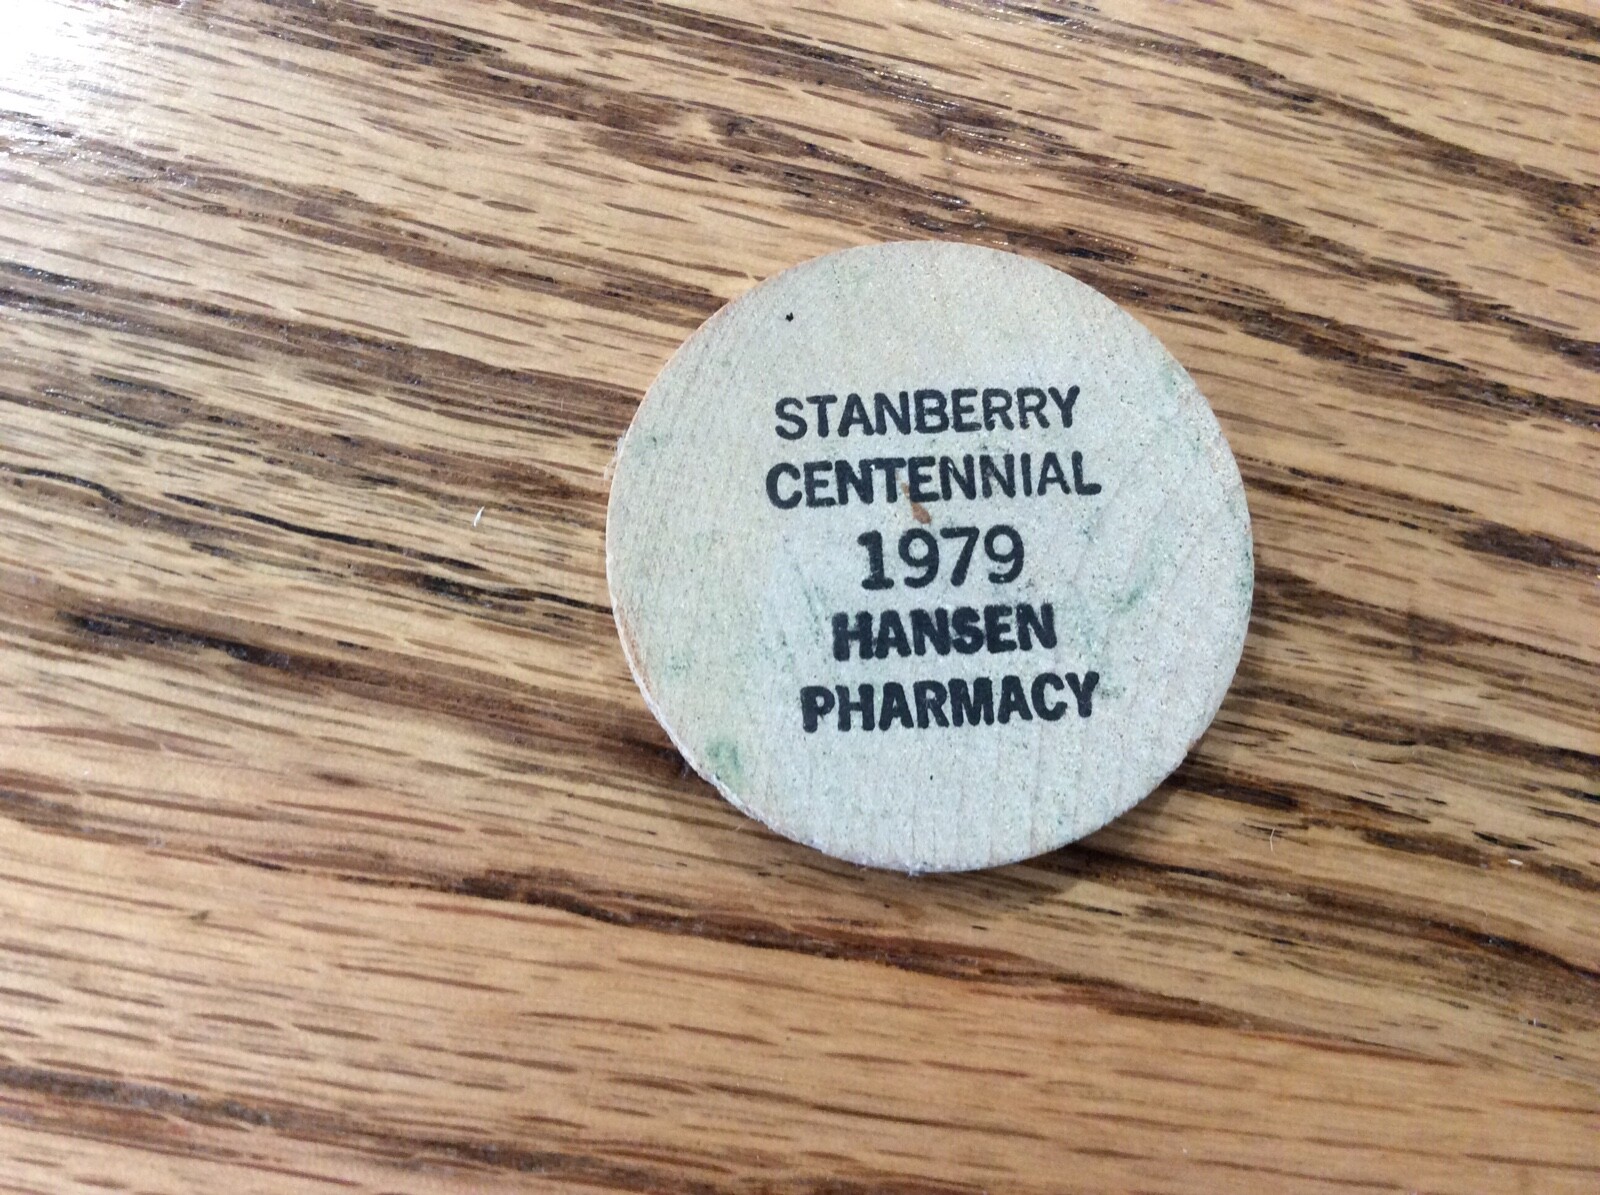 STANBERRY
CENTENNIAL
1979
HANSEN
PHARMACY